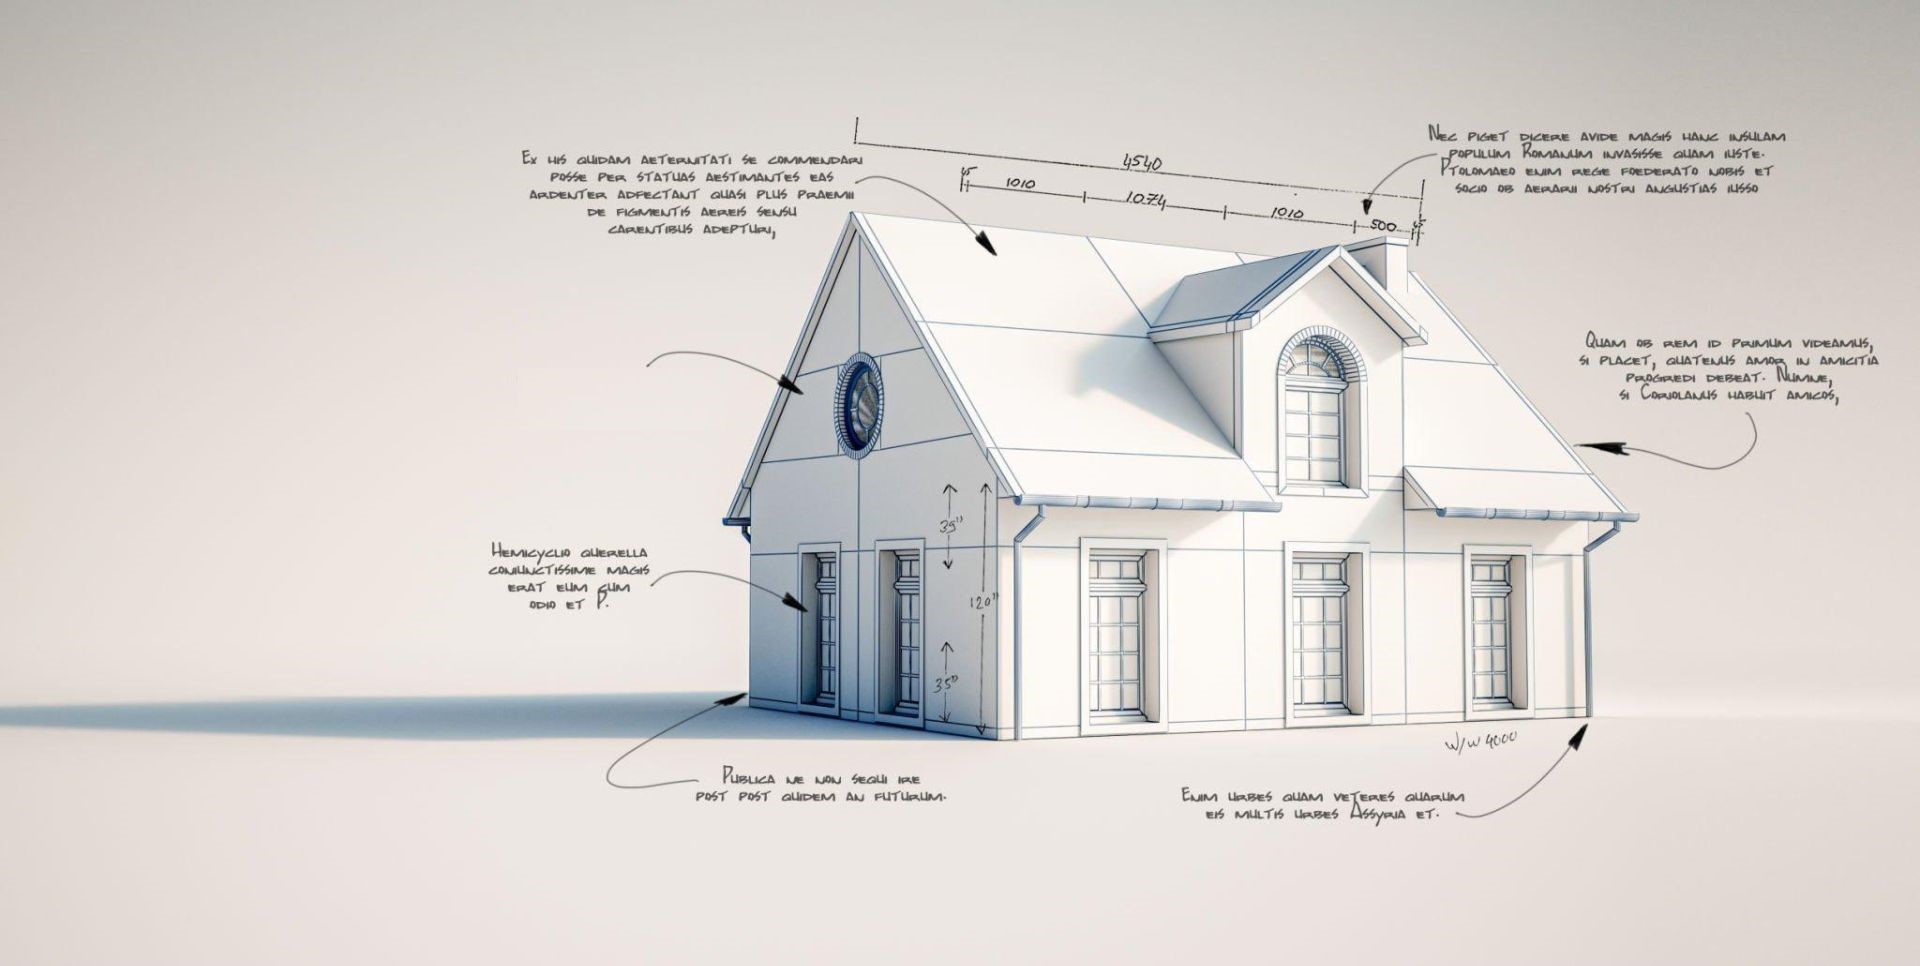 Ex his quidam aeternitati se commendari
posse per statuas aestimantes eas
ardenter adfectant quasi plus praemii
de figmentis aereis sensu
carentibus adepturi,
4540
45
1010
1074
1010
500
45
Nec piget dicere avide magis hanc insulam
populum Romanum invasisse quam iuste.
Ptolomaeo enim rege foederato nobis et
socio ob aerarii nostri angustias iusso
Quam ob rem id primum videamus,
si placet, quatenus amor in amicitia
progredi debeat. Numne,
si Coriolanus habuit amicos,
Hemicyclio querella
coniunctissime magis
erat eum cum
odio et P.
35"
120"
35"
W/W 4000
Publica ne non sequi ire
post post quidem an futurum.
Enim urbes quam veteres quarum
eis multis urbes Assyria et.